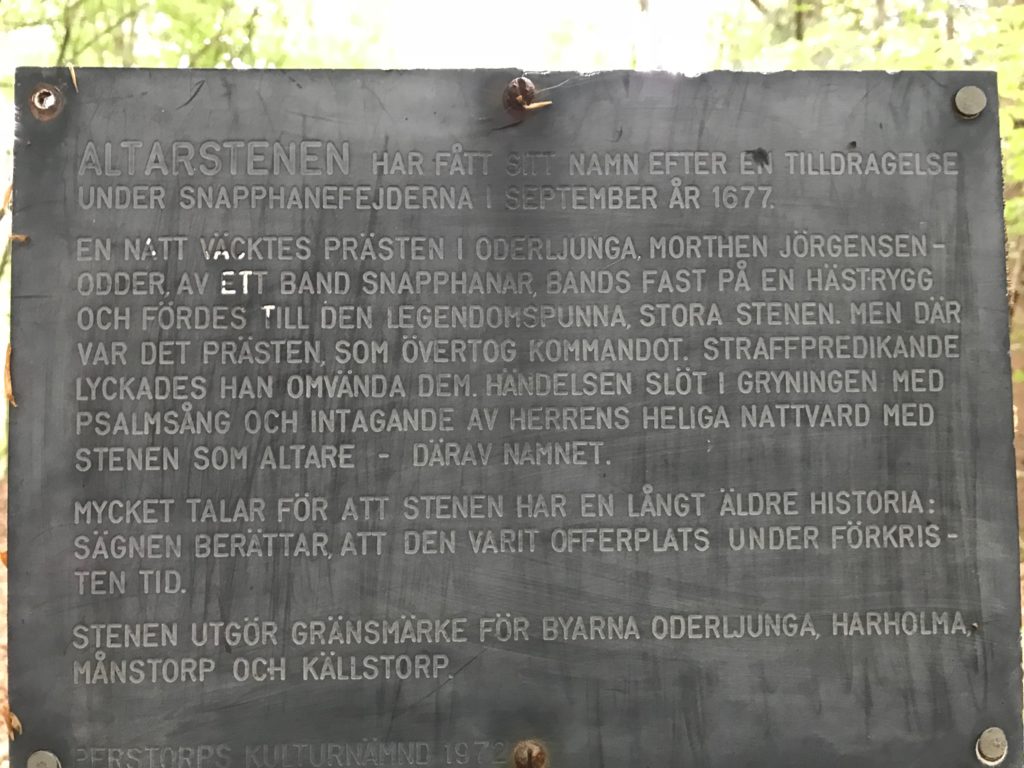 ALTARSTENEN HAR FÅTT SITT NAMN EFTER EN TILLDRAGELSE
UNDER SNAPPHANEFEJDERNA I SEPTEMBER ÅR 1677.
EN NATT VÄCKTES PRÄSTEN I ODERLJUNGA, MORTHEN JÖRGENSEN-
ODDER, AV ETT BAND SNAPPHANAR, BANDS FAST PÅ EN HÄSTRYGG
OCH FÖRDES TILL DEN LEGENDOMSPUNNA, STORA STENEN. MEN DÄR
VAR DET PRÄSTEN, SOM ÖVERTOG KOMMANDOT. STRAFFPREDIKANDE
LYCKADES HAN OMVÄNDA DEM. HÄNDELSEN SLÖT I GRYNINGEN MED
PSALMSÅNG OCH INTAGANDE AV HERRENS HELIGA NATTVARD MED
STENEN SOM ALTARE - DÄRAV NAMNET.
MYCKET TALAR FÖR ATT STENEN HAR EN LÅNGT ÄLDRE HISTORIA:
SÄGNEN BERÄTTAR, ATT DEN VARIT OFFERPLATS UNDER FÖRKRIS-
TEN TID.
STENEN UTGÖR GRÄNSMÄRKE FÖR BYARNA ODERLJUNGA, HARHOLMA,
MÅNSTORP OCH KÄLLSTORP.
PERSTORPS KULTURNÄMND 1972